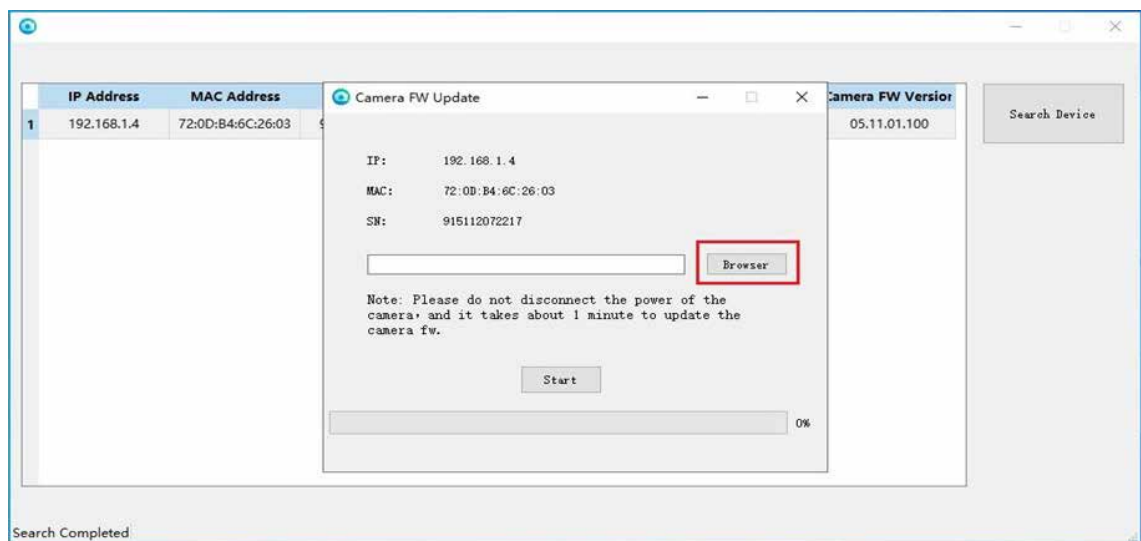 IP Address MAC Address Camera FW Version
1 192.168.1.4 72:0D:B4:6C:26:03 05.11.01.100
Search Device
Camera FW Update
IP: 192.168.1.4
MAC: 72:0D:B4:6C:26:03
SN: 915112072217
Browser
Note: Please do not disconnect the power of the
camera, and it takes about 1 minute to update the
camera fw.
Start
0%
Search Completed